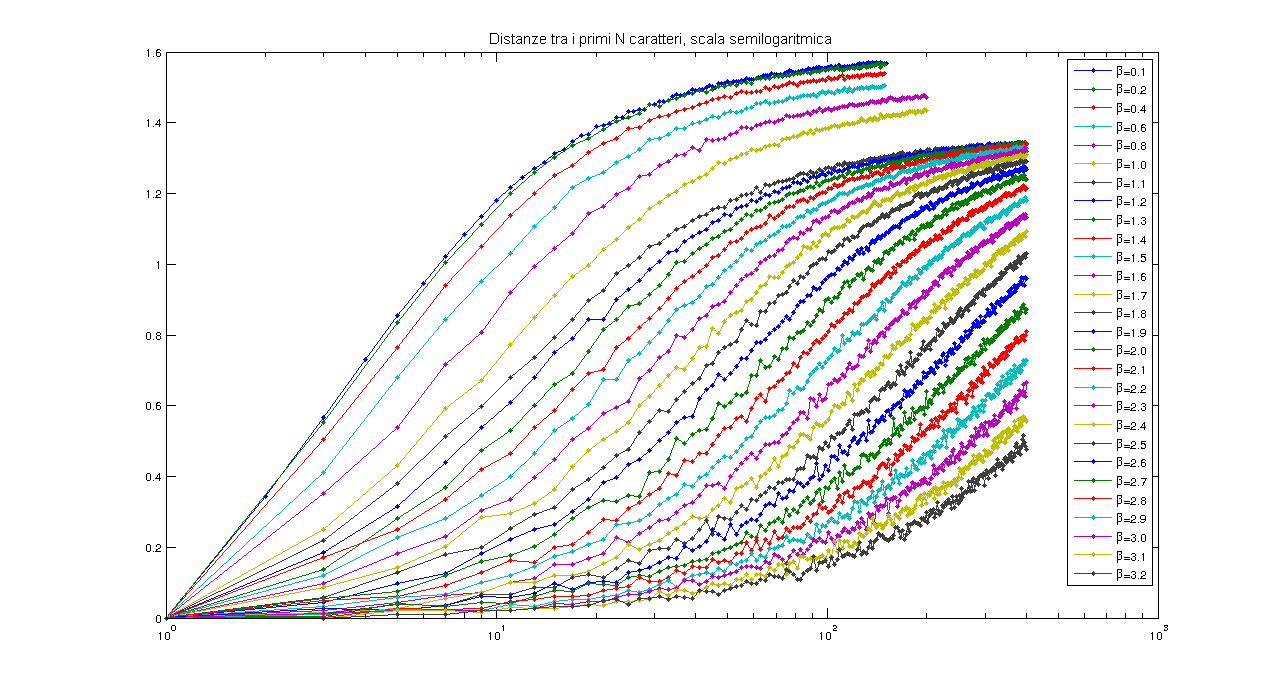 Distanze tra i primi N caratteri, scala semilogaritmica
1.6
1.4
1.2
1
0.8
0.6
0.4
0.2
0
10^0
10^1
10^2
10^3
β=0.1
β=0.2
β=0.4
β=0.6
β=0.8
β=1.0
β=1.1
β=1.2
β=1.3
β=1.4
β=1.5
β=1.6
β=1.7
β=1.8
β=1.9
β=2.0
β=2.1
β=2.2
β=2.3
β=2.4
β=2.5
β=2.6
β=2.7
β=2.8
β=2.9
β=3.0
β=3.1
β=3.2